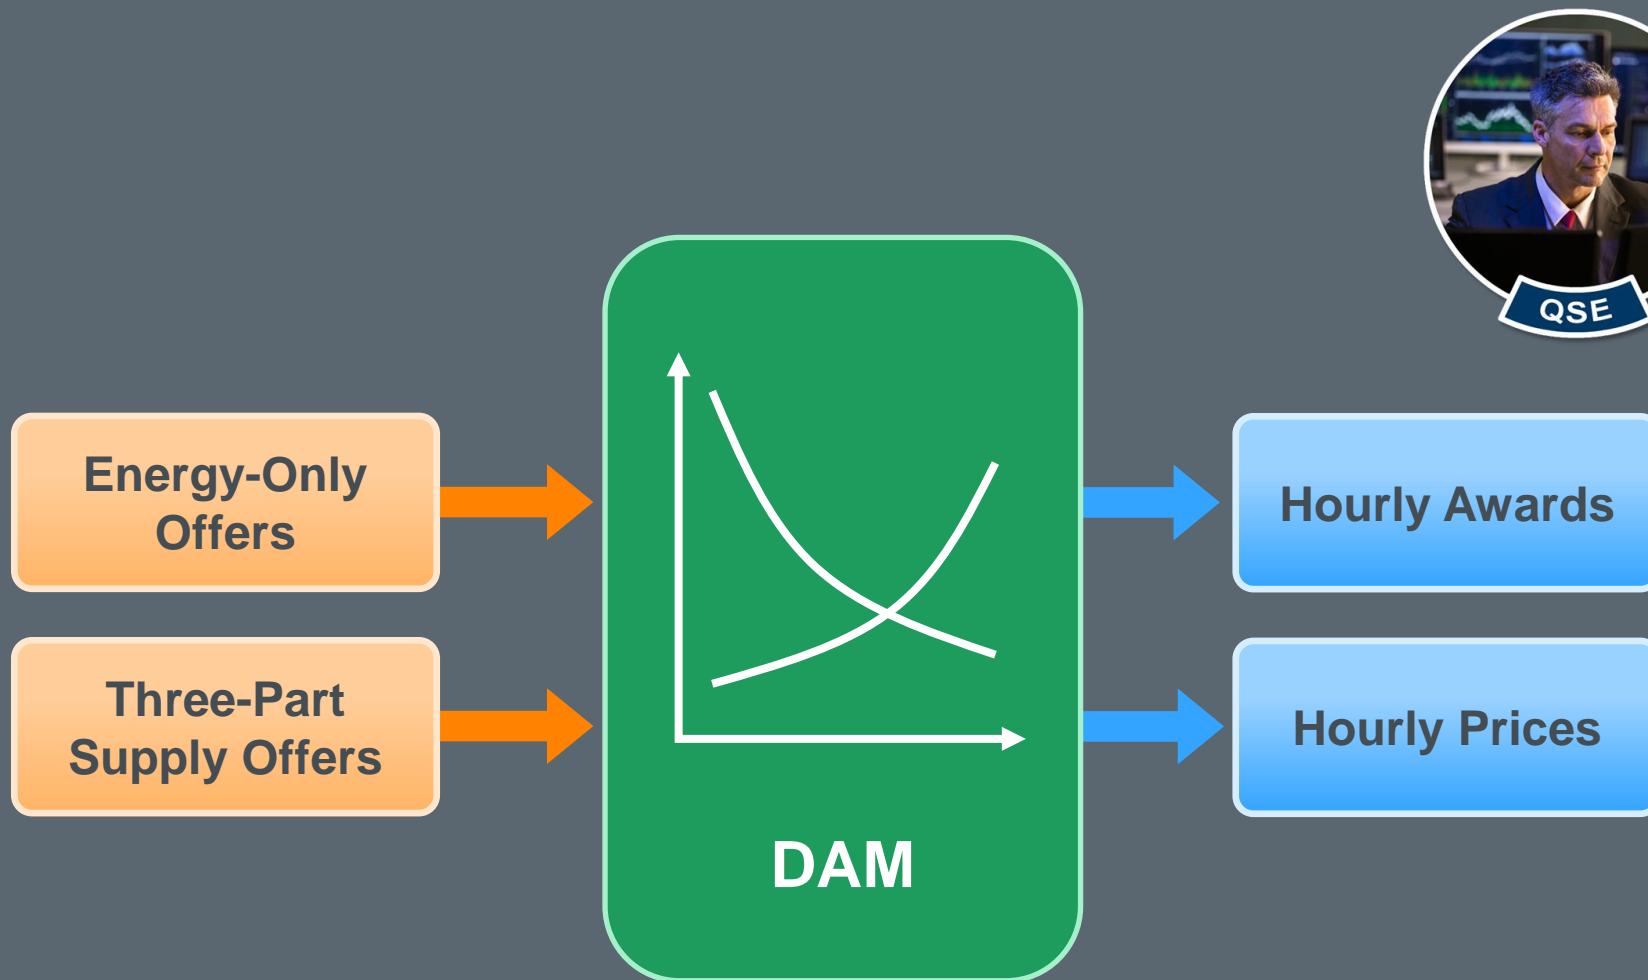 QSE
Energy-Only
Offers
Hourly Awards
Three-Part
Supply Offers
Hourly Prices
DAM